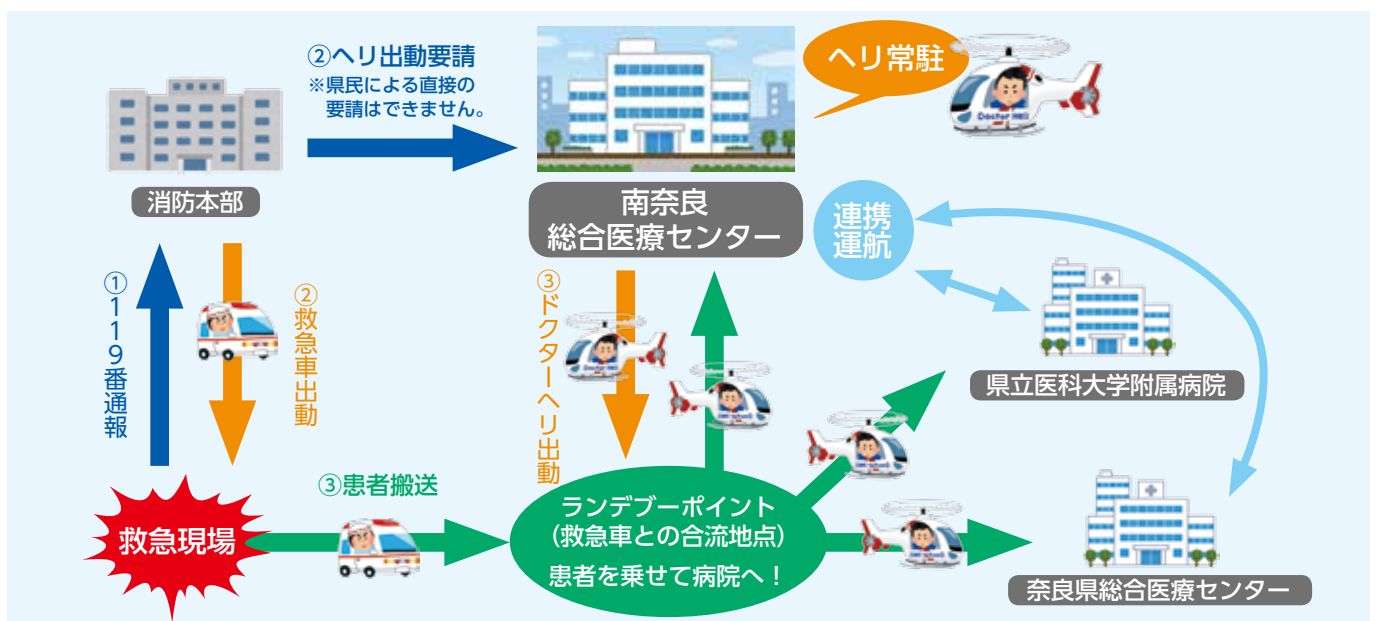 ②ヘリ出動要請
※県民による直接の
要請はできません。
ヘリ常駐
Doctor Heli
消防本部
南奈良
総合医療センター
連携
運航
①119番通報
②救急車出動
③ドクターヘリ出動
Doctor Heli
県立医科大学附属病院
③患者搬送
救急現場
ランデブーポイント
(救急車との合流地点)
患者を乗せて病院へ！
奈良県総合医療センター